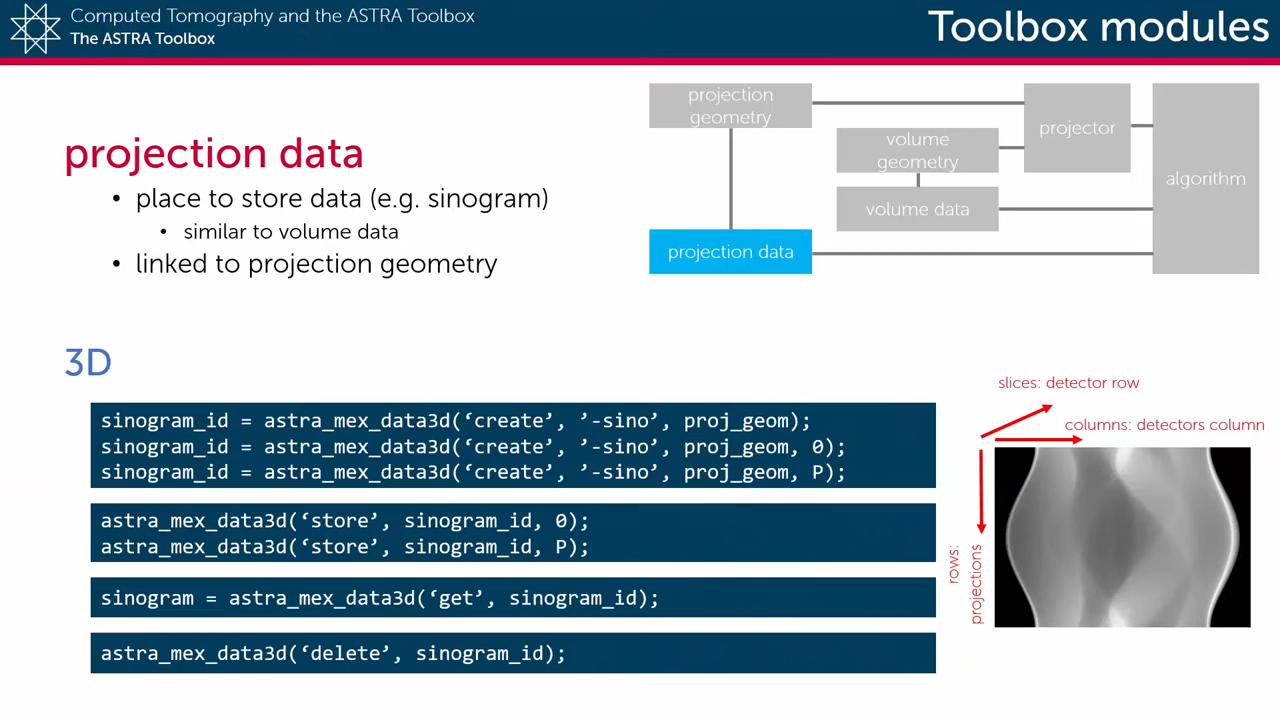 Computed Tomography and the ASTRA Toolbox
The ASTRA Toolbox
Toolbox modules
projection data
• place to store data (e.g. sinogram)
• similar to volume data
• linked to projection geometry
projection
geometry
volume
geometry
volume data
projection data
projector
algorithm
3D
sinogram_id = astra_mex_data3d(‘create’, ’-sino’, proj_geom);
sinogram_id = astra_mex_data3d(‘create’, ’-sino’, proj_geom, 0);
sinogram_id = astra_mex_data3d(‘create’, ’-sino’, proj_geom, P);
astra_mex_data3d(‘store’, sinogram_id, 0);
astra_mex_data3d(‘store’, sinogram_id, P);
sinogram = astra_mex_data3d(‘get’, sinogram_id);
astra_mex_data3d(‘delete’, sinogram_id);
slices: detector row
columns: detectors column
rows:
projections